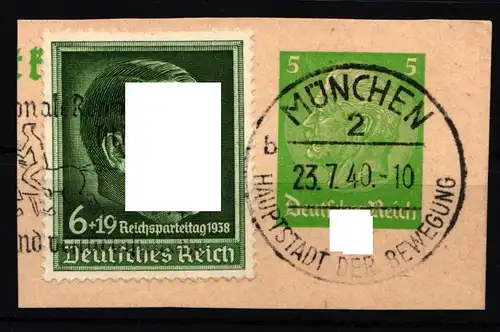 6+19 Reichsparteitag 1938
Deutsches Reich
5 5
Deutsches Reich
MÜNCHEN
2
b
23.7.40.-10
HAUPTSTADT DER BEWEGUNG